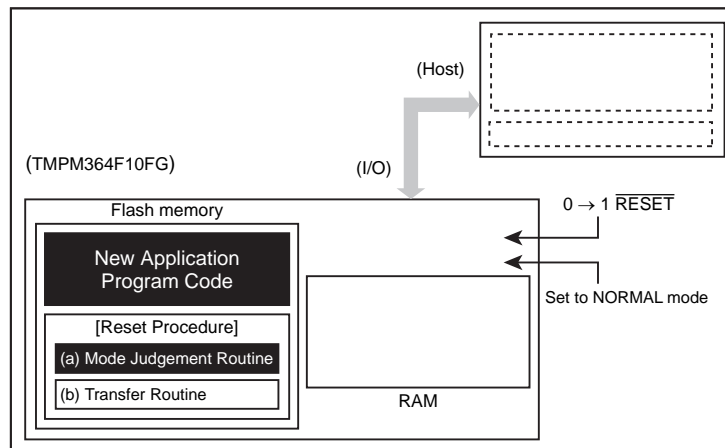 (Host)
(TMPM364F10FG)
(I/O)
Flash memory
0 → 1 RESET
New Application
Program Code
Set to NORMAL mode
[Reset Procedure]
(a) Mode Judgement Routine
(b) Transfer Routine
RAM